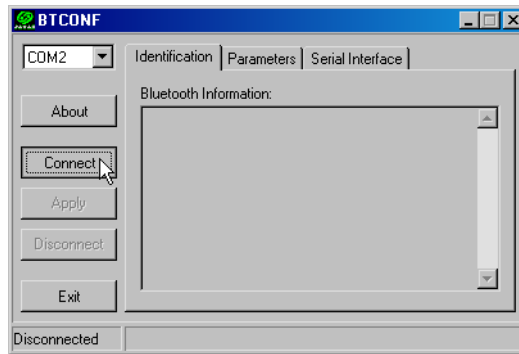 BTCONF
COM2
Identification
Parameters
Serial Interface
About
Bluetooth Information:
Connect
Apply
Disconnect
Exit
Disconnected